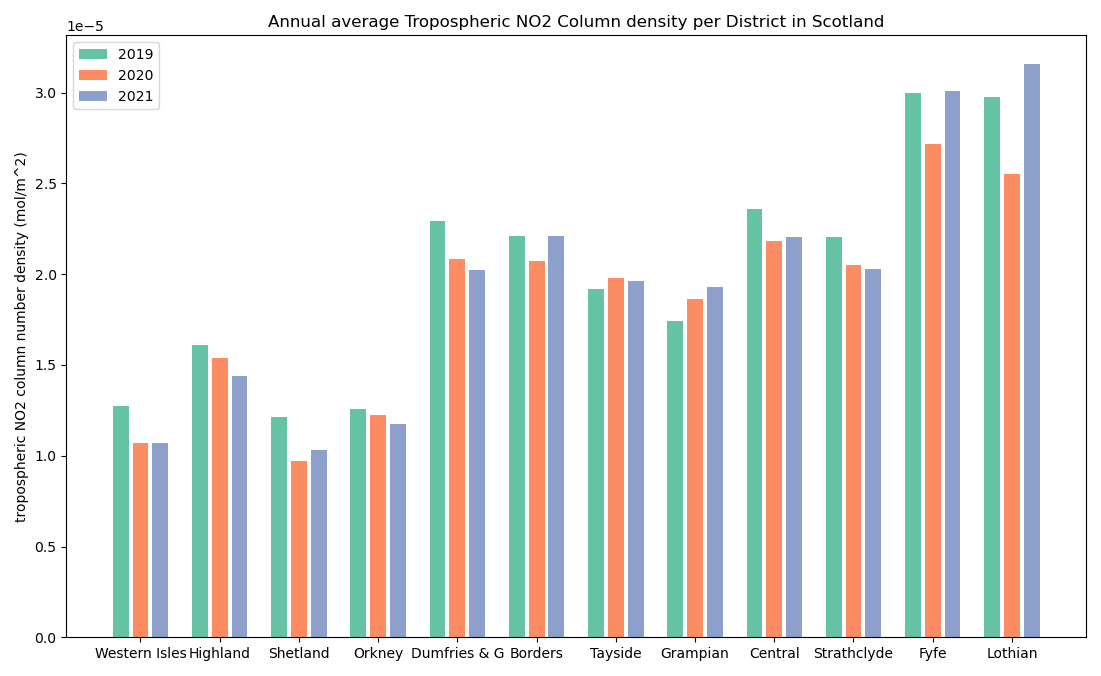 Annual average Tropospheric NO2 Column density per District in Scotland
1e−5
2019
2020
2021
3.0
2.5
2.0
1.5
1.0
0.5
0.0
tropospheric NO2 column number density (mol/m^2)
Western Isles Highland Shetland Orkney Dumfries & G Borders Tayside Grampian Central Strathclyde Fyfe Lothian